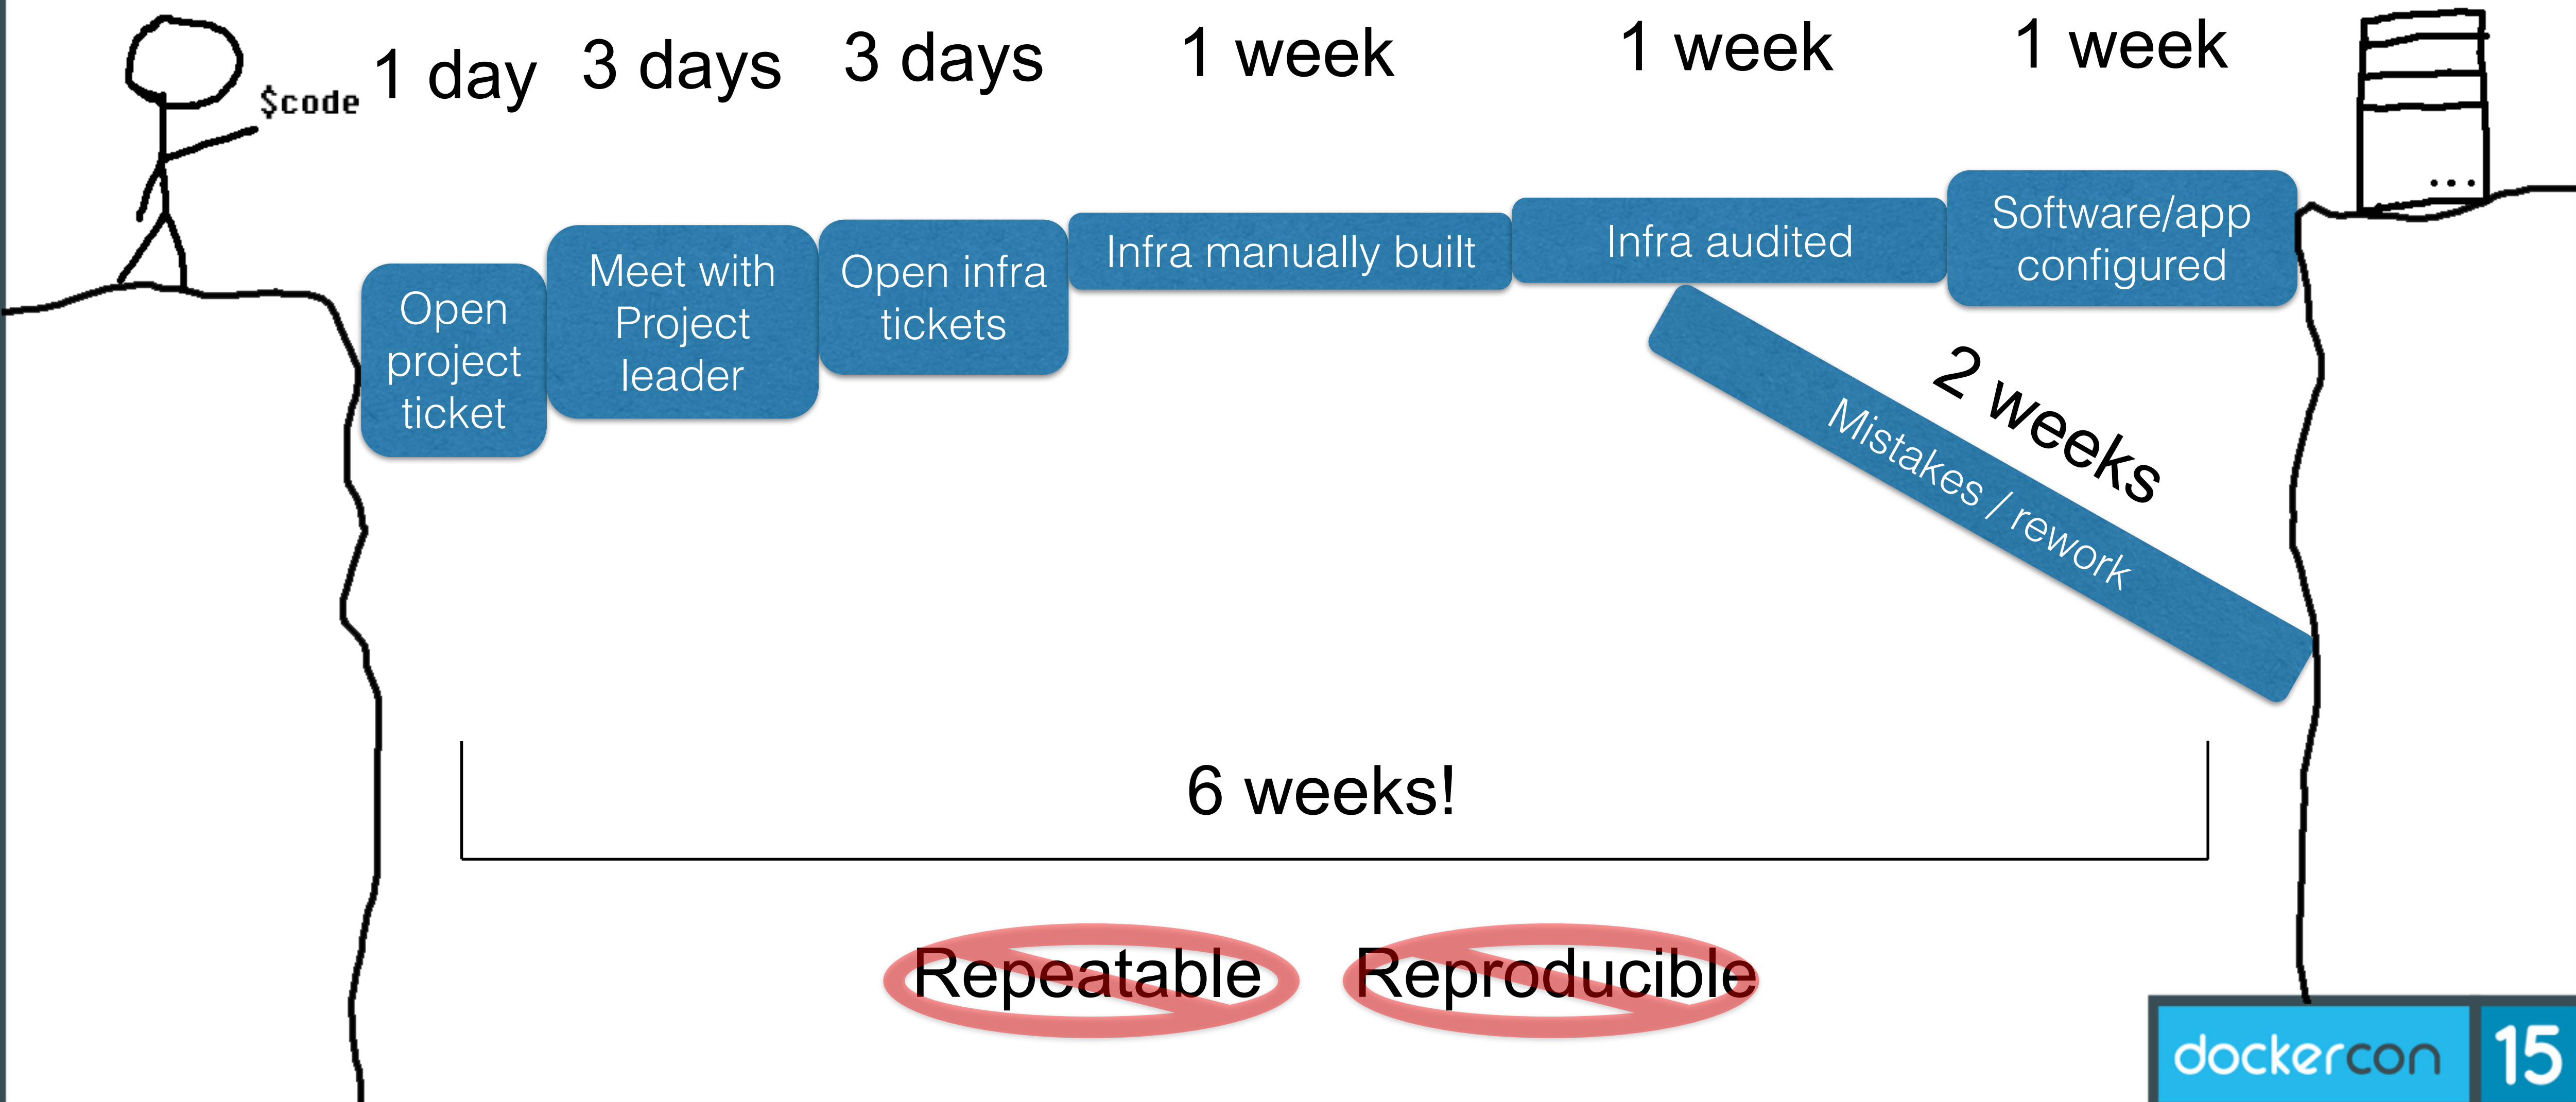 1 day
3 days
3 days
1 week
1 week
1 week
$code
Open
project
ticket
Meet with
Project
leader
Open infra
tickets
Infra manually built
Infra audited
Software/app
configured
2 weeks
Mistakes / rework
6 weeks!
Repeatable
Reproducible
dockercon 15